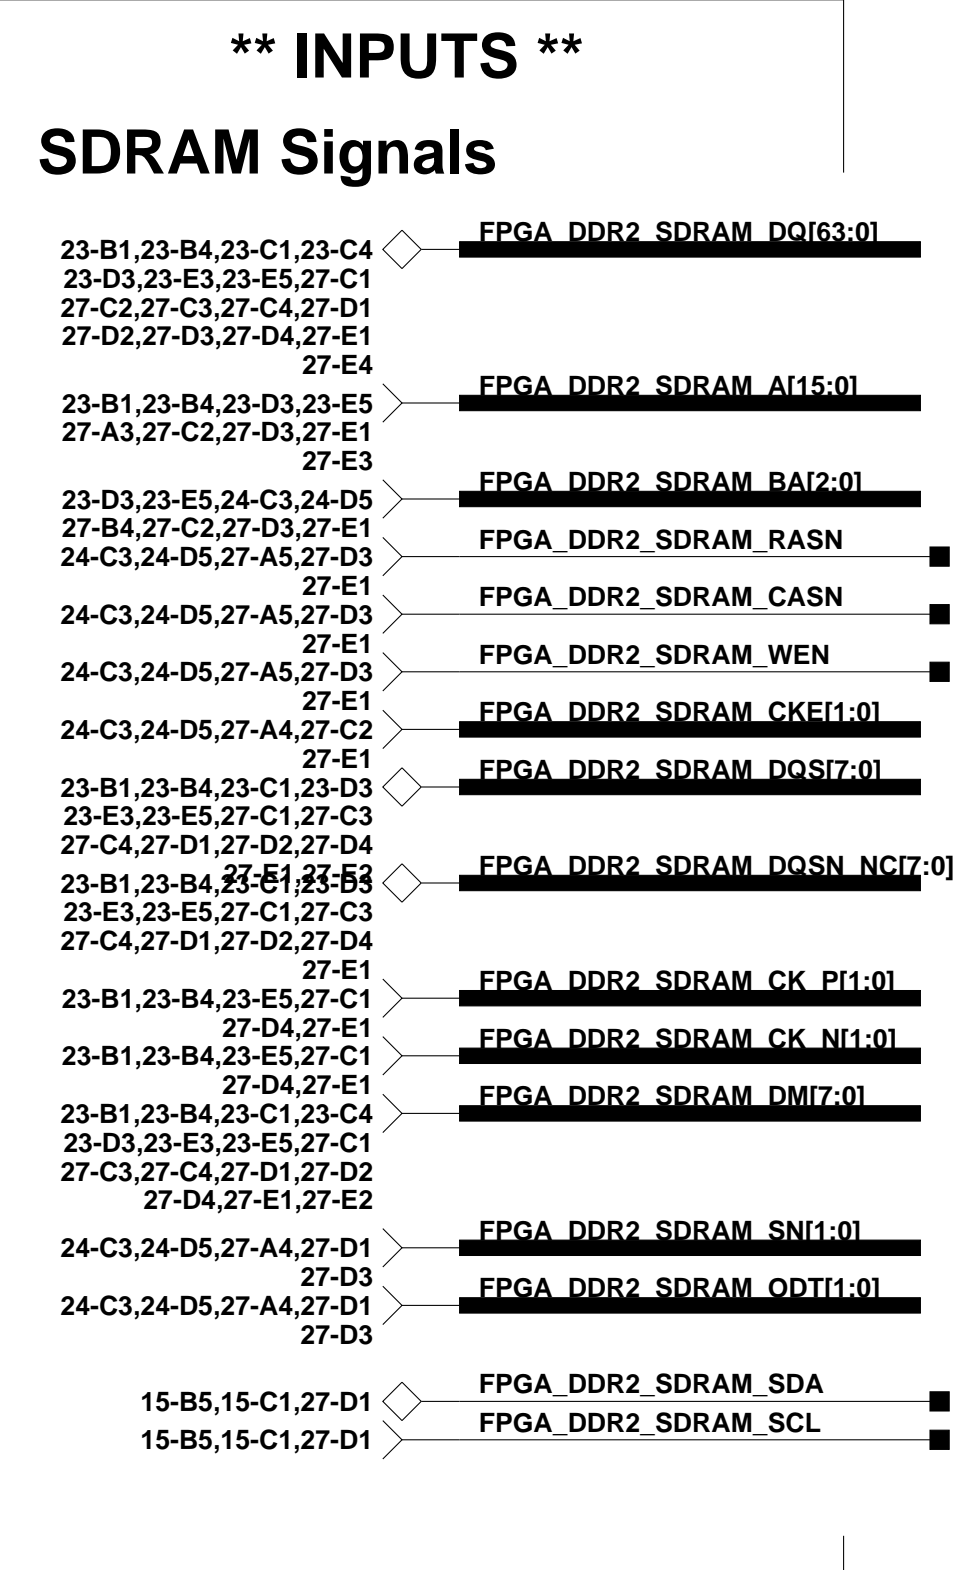 ** INPUTS **
SDRAM Signals
23-B1,23-B4,23-C1,23-C4 FPGA_DDR2_SDRAM_DQ[63:0]
23-D3,23-E3,23-E5,27-C1
27-C2,27-C3,27-C4,27-D1
27-D2,27-D3,27-D4,27-E1
27-E4
23-B1,23-B4,23-D3,23-E5 FPGA_DDR2_SDRAM_A[15:0]
27-A3,27-C2,27-D3,27-E1
27-E3
23-D3,23-E5,24-C3,24-D5 FPGA_DDR2_SDRAM_BA[2:0]
27-B4,27-C2,27-D3,27-E1
24-C3,24-D5,27-A5,27-D3 FPGA_DDR2_SDRAM_RASN
27-E1
24-C3,24-D5,27-A5,27-D3 FPGA_DDR2_SDRAM_CASN
27-E1
24-C3,24-D5,27-A5,27-D3 FPGA_DDR2_SDRAM_WEN
27-E1
24-C3,24-D5,27-A4,27-C2 FPGA_DDR2_SDRAM_CKE[1:0]
27-E1
23-B1,23-B4,23-C1,23-D3 FPGA_DDR2_SDRAM_DQS[7:0]
23-E3,23-E5,27-C1,27-C3
27-C4,27-D1,27-D2,27-D4
27-E1,27-E2
23-B1,23-B4,23-C1,23-D3 FPGA_DDR2_SDRAM_DQSN_NC[7:0]
23-E3,23-E5,27-C1,27-C3
27-C4,27-D1,27-D2,27-D4
27-E1
23-B1,23-B4,23-E5,27-C1 FPGA_DDR2_SDRAM_CK_P[1:0]
27-D4,27-E1
23-B1,23-B4,23-E5,27-C1 FPGA_DDR2_SDRAM_CK_N[1:0]
27-D4,27-E1
23-B1,23-B4,23-C1,23-C4 FPGA_DDR2_SDRAM_DM[7:0]
23-D3,23-E3,23-E5,27-C1
27-C3,27-C4,27-D1,27-D2
27-D4,27-E1,27-E2
24-C3,24-D5,27-A4,27-D1 FPGA_DDR2_SDRAM_SN[1:0]
27-D3
24-C3,24-D5,27-A4,27-D1 FPGA_DDR2_SDRAM_ODT[1:0]
27-D3
15-B5,15-C1,27-D1 FPGA_DDR2_SDRAM_SDA
15-B5,15-C1,27-D1 FPGA_DDR2_SDRAM_SCL